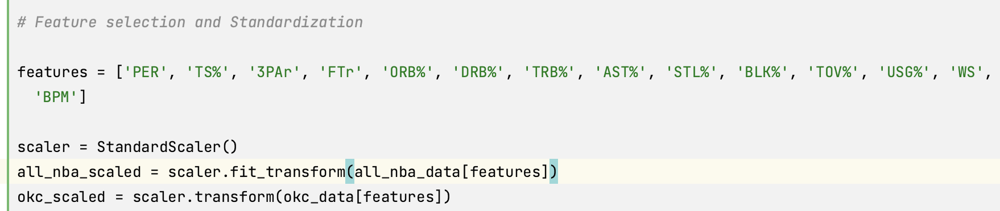 # Feature selection and Standardization
features = ['PER', 'TS%', '3PAr', 'FTr', 'ORB%', 'DRB%', 'TRB%', 'AST%', 'STL%', 'BLK%', 'TOV%', 'USG%', 'WS',
'BPM']
scaler = StandardScaler()
all_nba_scaled = scaler.fit_transform(all_nba_data[features])
okc_scaled = scaler.transform(okc_data[features])